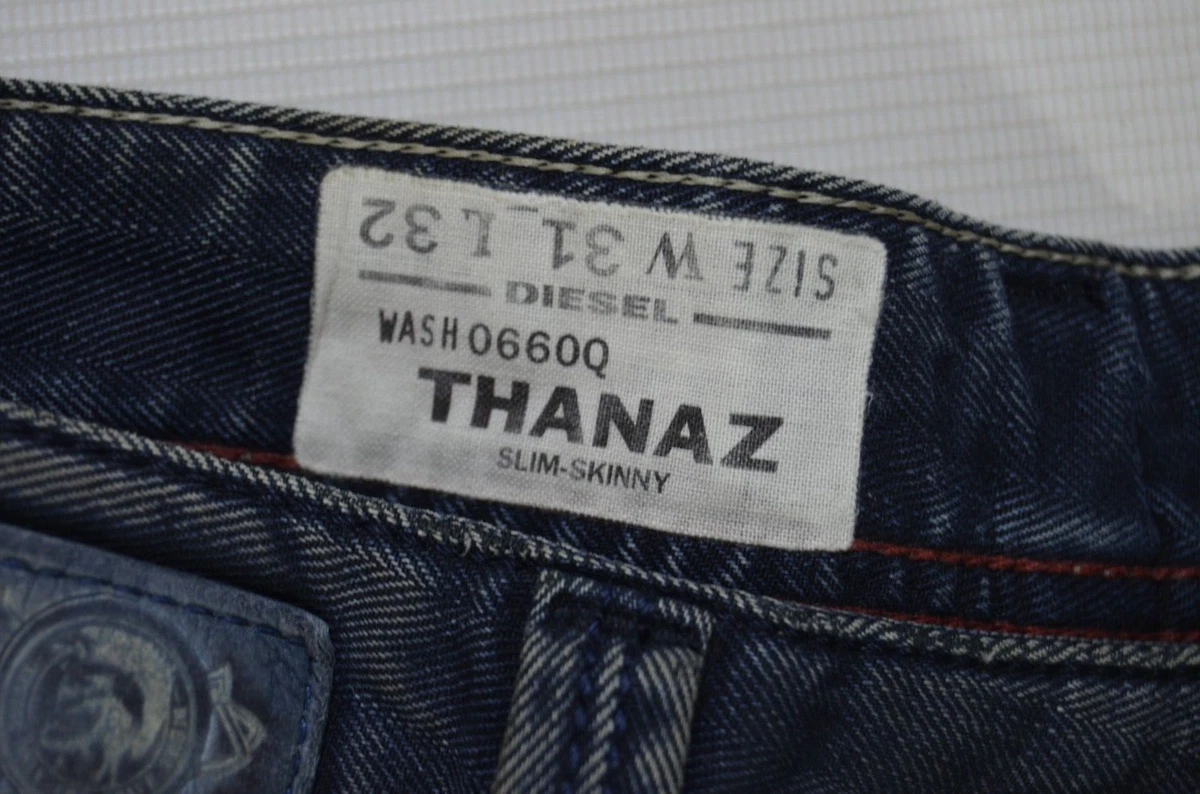 SIZE W 31 L 32
DIESEL
WASH 0660Q
THANAZ
SLIM-SKINNY